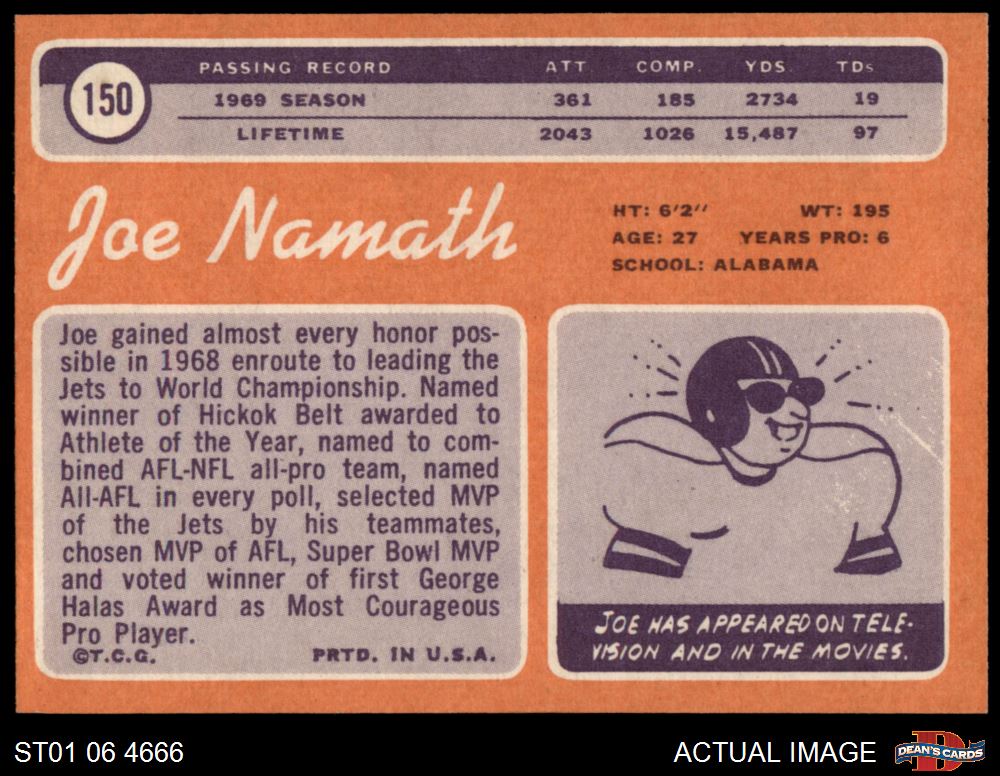 150
PASSING RECORD ATT COMP. YDS TDs
1969 SEASON 361 185 2734 19
LIFETIME 2043 1026 15,487 97
Joe Namath
HT: 6'2" WT: 195
AGE: 27 YEARS PRO: 6
SCHOOL: ALABAMA
Joe gained almost every honor pos-
sible in 1968 enroute to leading the
Jets to World Championship. Named
winner of Hickok Belt awarded to
Athlete of the Year, named to com-
bined AFL-NFL all-pro team, named
All-AFL in every poll, selected MVP
of the Jets by his teammates,
chosen MVP of AFL, Super Bowl MVP
and voted winner of first George
Halas Award as Most Courageous
Pro Player.
©T.C.G. PRTD. IN U.S.A.
JOE HAS APPEARED ON TELE-
VISION AND IN THE MOVIES.
ST01 06 4666
ACTUAL IMAGE
DEAN'S CARDS